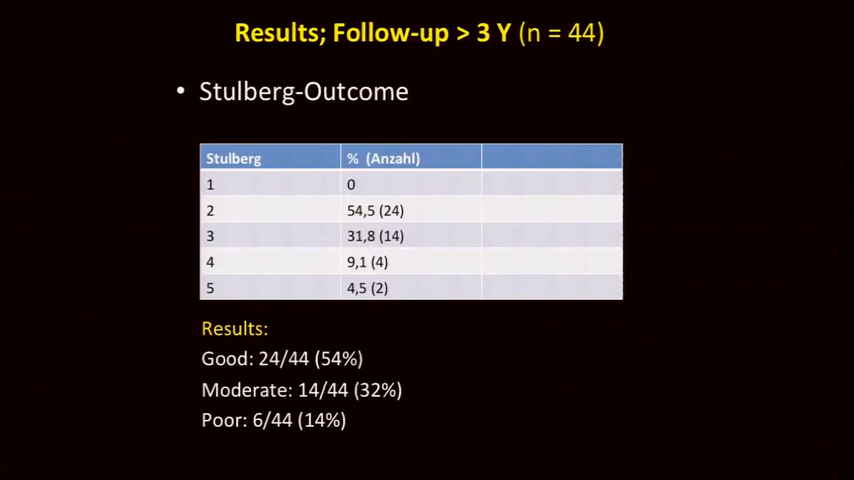 Results; Follow-up > 3 Y (n = 44)
• Stulberg-Outcome
Stulberg % (Anzahl)
1 0
2 54,5 (24)
3 31,8 (14)
4 9,1 (4)
5 4,5 (2)
Results:
Good: 24/44 (54%)
Moderate: 14/44 (32%)
Poor: 6/44 (14%)